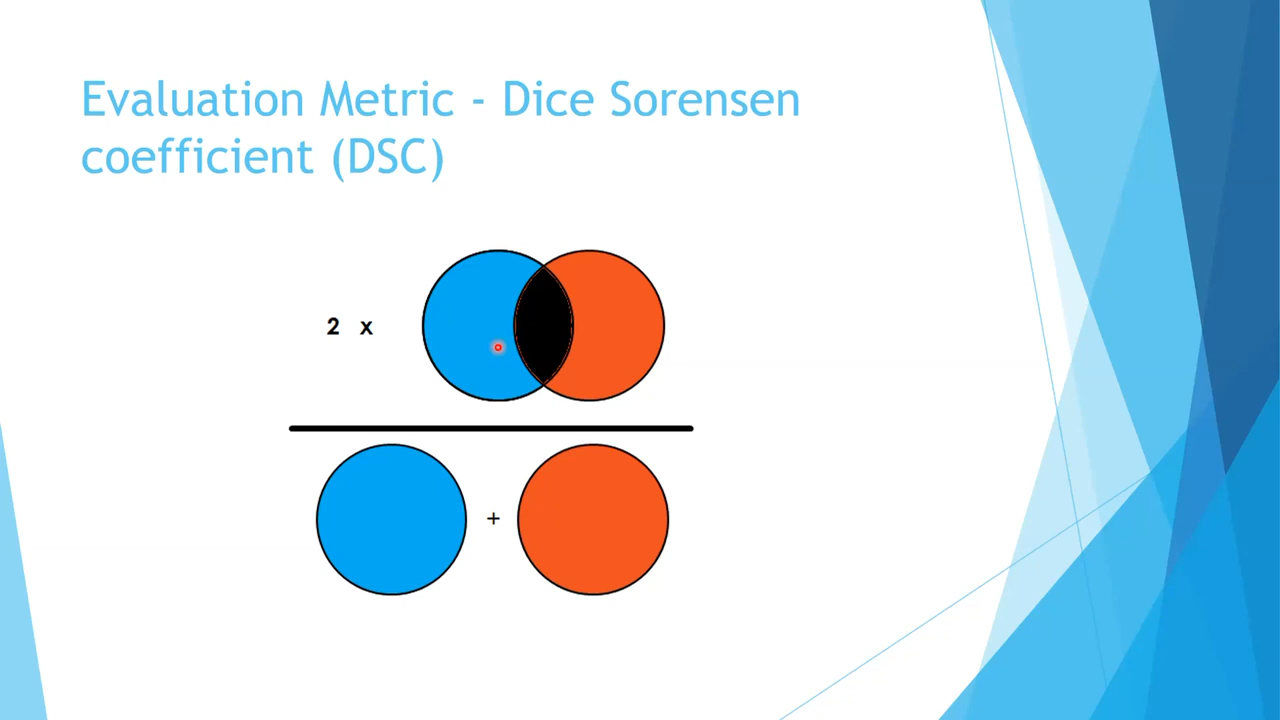 Evaluation Metric - Dice Sorensen
coefficient (DSC)
2 x
+